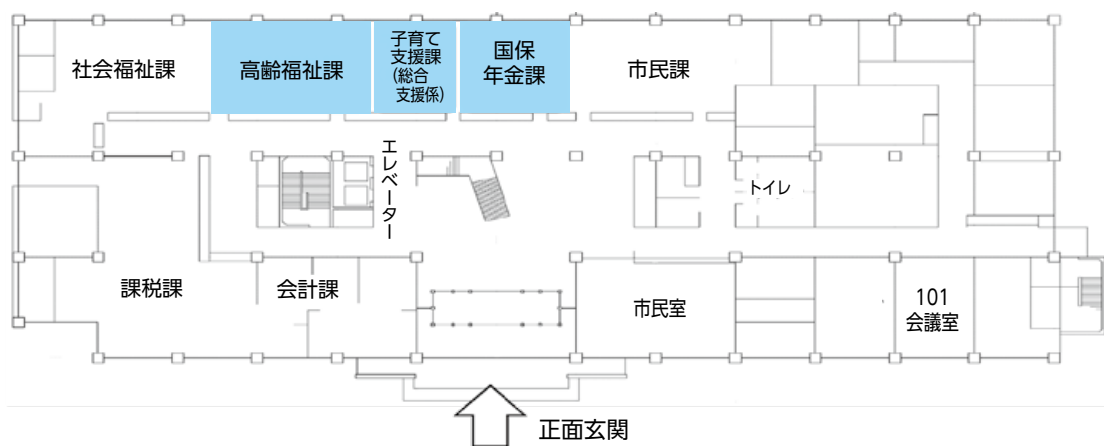 社会福祉課
高齢福祉課
子育て
支援課
(総合
支援係)
国保
年金課
市民課
エレベーター
トイレ
課税課
会計課
市民室
101
会議室
正面玄関